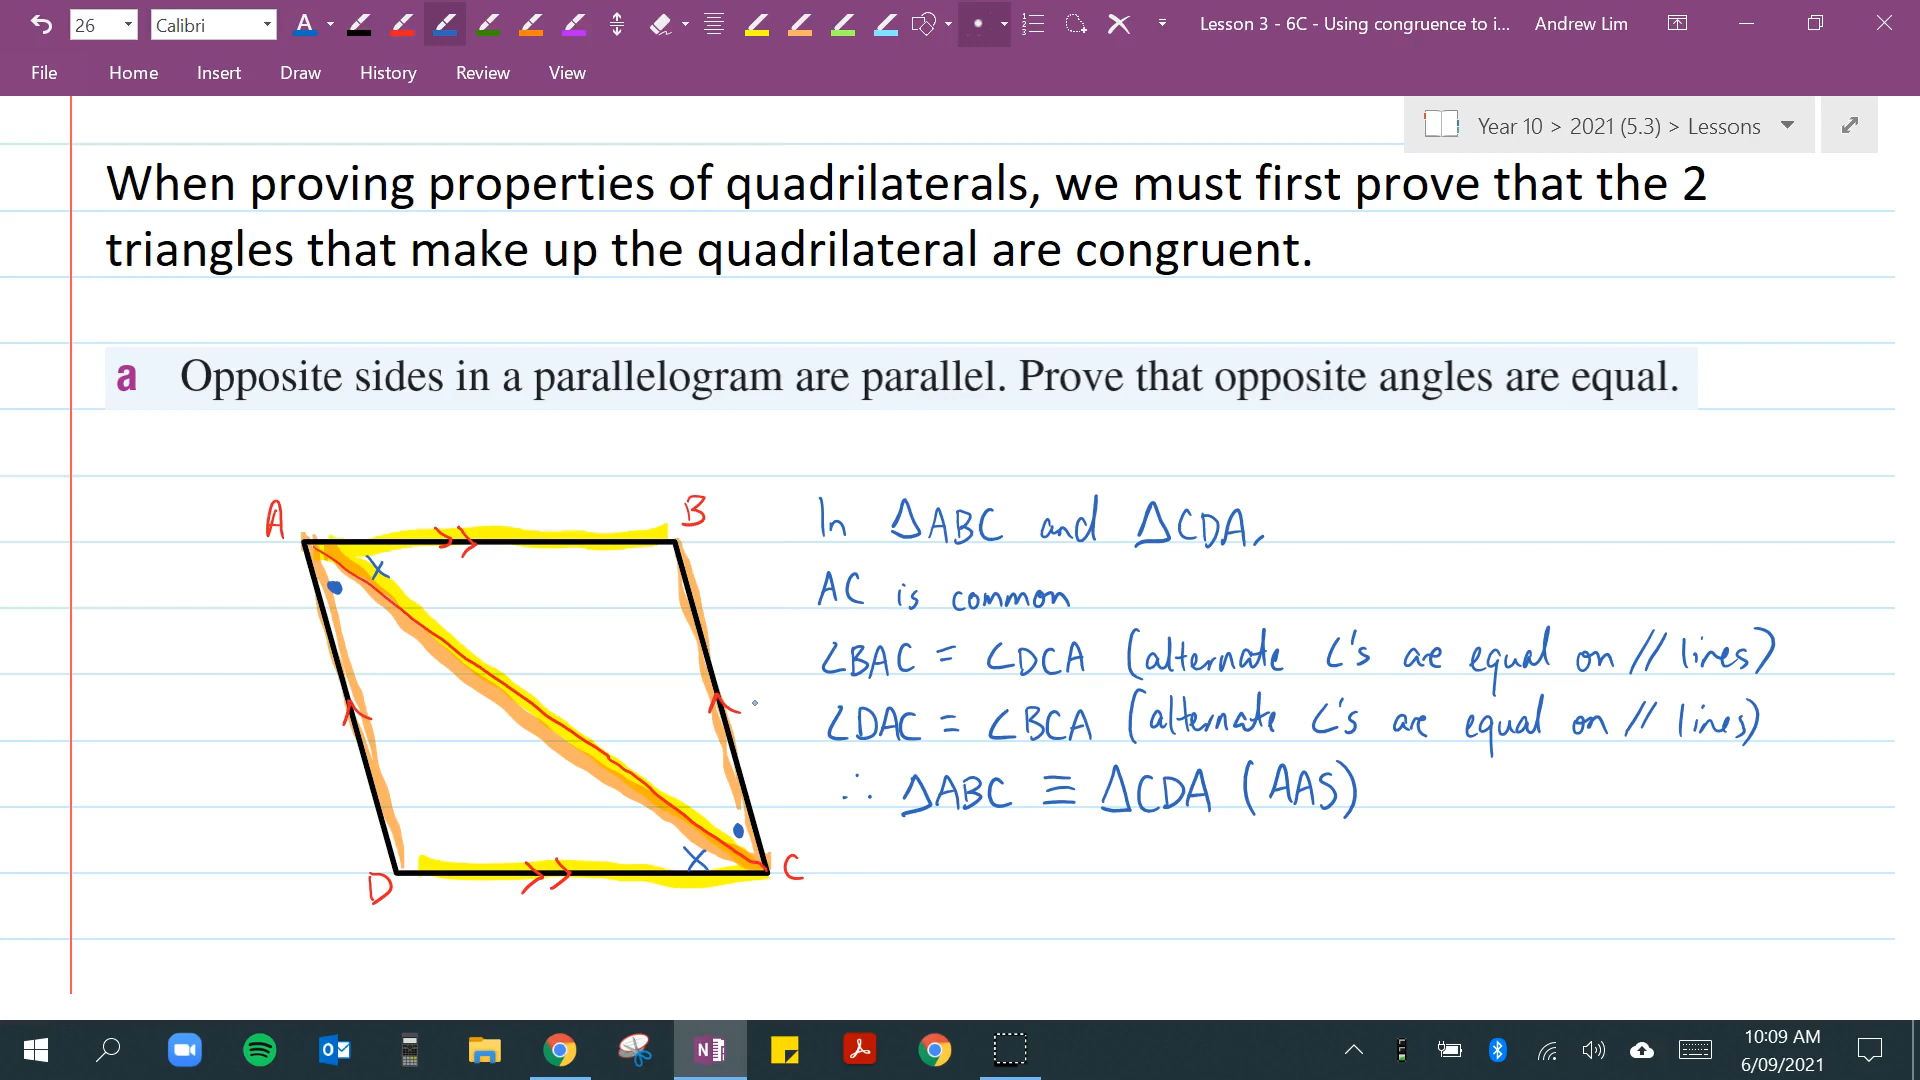 26 Calibri A Lesson 3 - 6C - Using congruence to i... Andrew Lim
File Home Insert Draw History Review View
Year 10 > 2021 (5.3) > Lessons
When proving properties of quadrilaterals, we must first prove that the 2
triangles that make up the quadrilateral are congruent.
a Opposite sides in a parallelogram are parallel. Prove that opposite angles are equal.
A B
D C
x
x
In ΔABC and ΔCDA,
AC is common
∠BAC = ∠DCA (alternate ∠'s are equal on // lines)
∠DAC = ∠BCA (alternate ∠'s are equal on // lines)
∴ ΔABC ≡ ΔCDA (AAS)
10:09 AM
6/09/2021